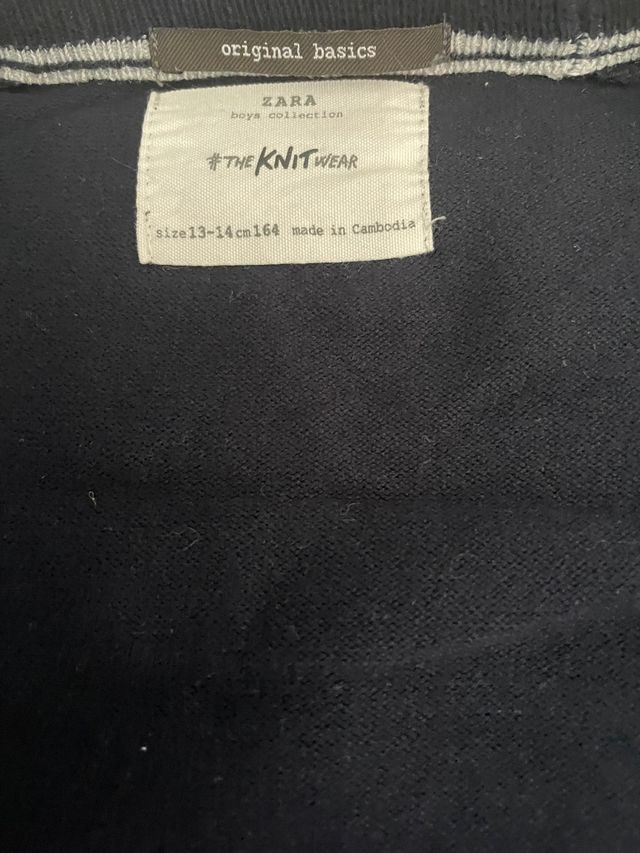 original basics
ZARA
boys collection
#THEKNITWEAR
size13-14cm164 made in Cambodia